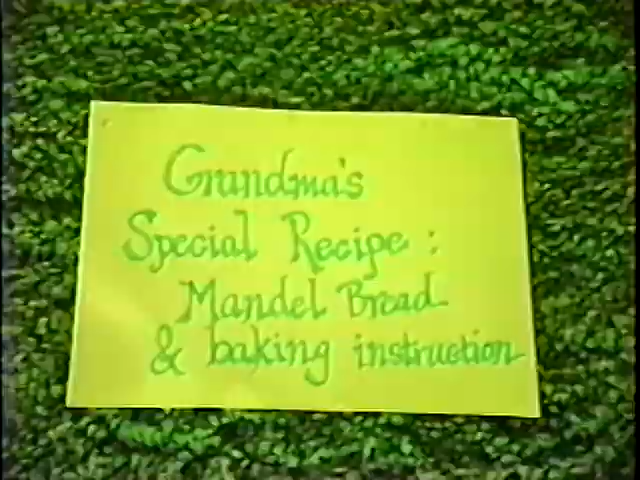 Grandma's
Special Recipe :
Mandel Bread
& baking instruction